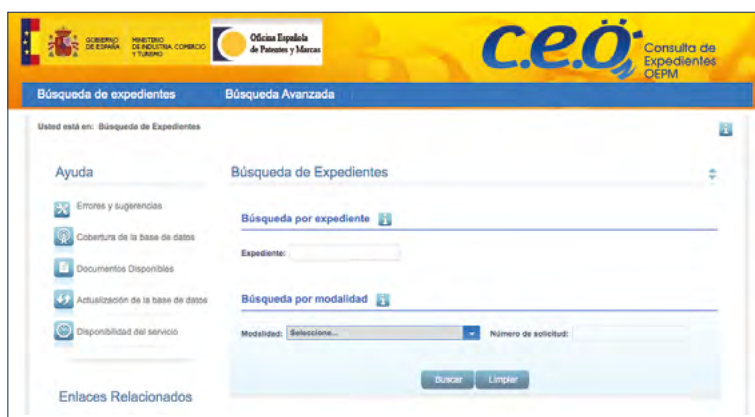 GOBIERNO DE ESPAÑA
MINISTERIO DE INDUSTRIA, COMERCIO Y TURISMO
Oficina Española de Patentes y Marcas
c.e.ö.
Consulta de Expedientes OEPM
Búsqueda de expedientes
Búsqueda Avanzada
Usted está en: Búsqueda de Expedientes
Ayuda
Errores y sugerencias
Cobertura de la base de datos
Documentos Disponibles
Actualización de la base de datos
Disponibilidad del servicio
Enlaces Relacionados
Búsqueda de Expedientes
Búsqueda por expediente
Expediente:
Búsqueda por modalidad
Modalidad: Seleccione...
Número de solicitud:
Buscar
Limpiar